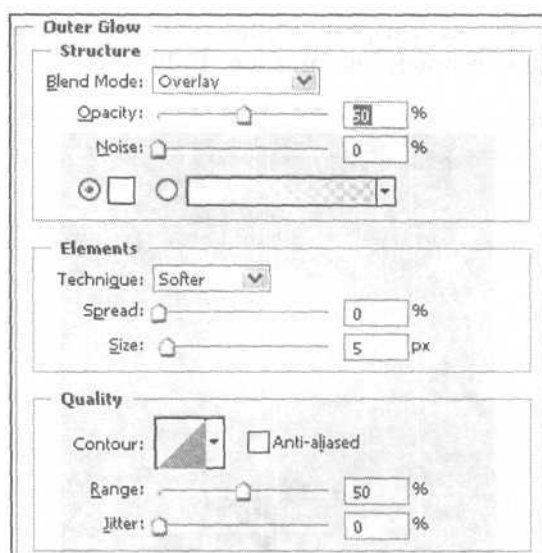 Outer Glow
Structure
Blend Mode: Overlay
Opacity: 50 %
Noise: 0 %
Elements
Technique: Softer
Spread: 0 %
Size: 5 px
Quality
Contour: Anti-aliased
Range: 50 %
Jitter: 0 %